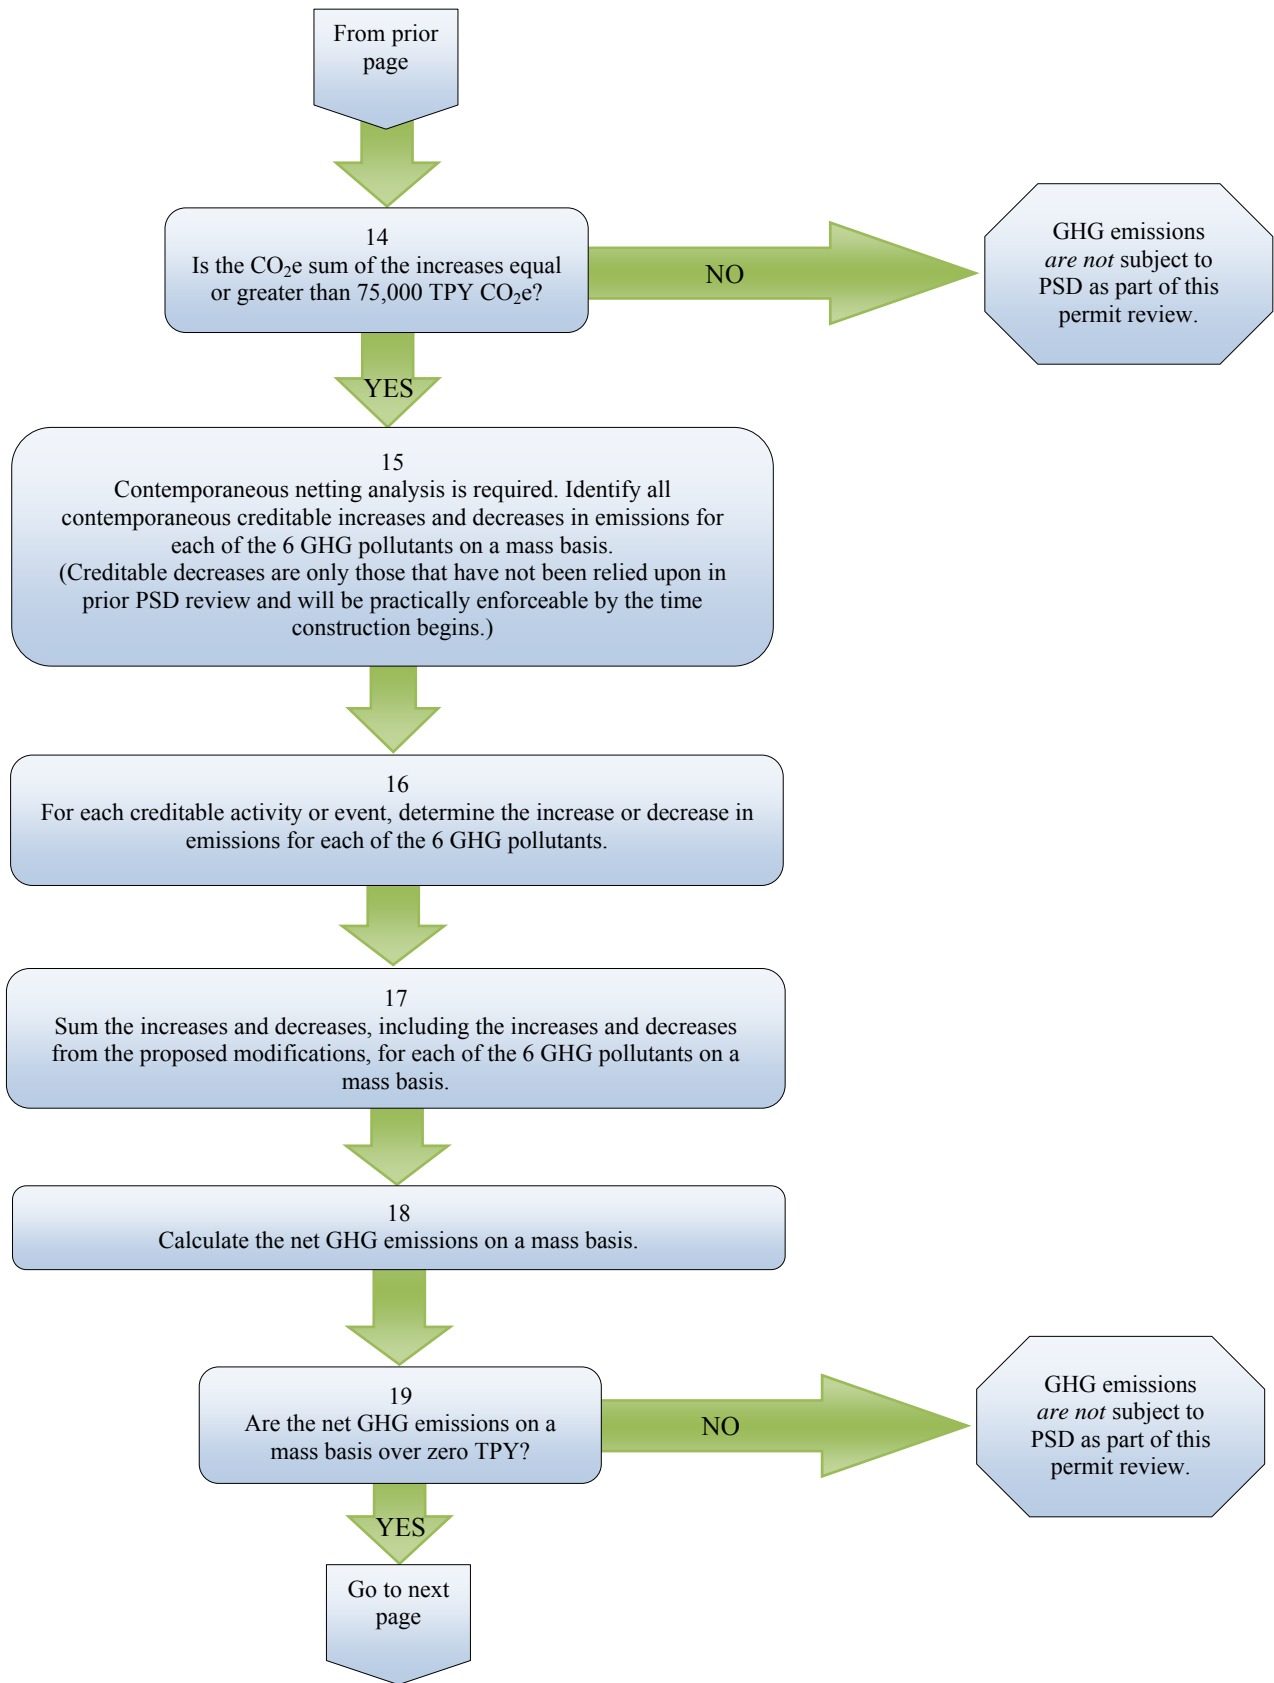 From prior
page
14
Is the CO₂e sum of the increases equal
or greater than 75,000 TPY CO₂e?
NO
GHG emissions
are not subject to
PSD as part of this
permit review.
YES
15
Contemporaneous netting analysis is required. Identify all
contemporaneous creditable increases and decreases in emissions for
each of the 6 GHG pollutants on a mass basis.
(Creditable decreases are only those that have not been relied upon in
prior PSD review and will be practically enforceable by the time
construction begins.)
16
For each creditable activity or event, determine the increase or decrease in
emissions for each of the 6 GHG pollutants.
17
Sum the increases and decreases, including the increases and decreases
from the proposed modifications, for each of the 6 GHG pollutants on a
mass basis.
18
Calculate the net GHG emissions on a mass basis.
19
Are the net GHG emissions on a
mass basis over zero TPY?
NO
GHG emissions
are not subject to
PSD as part of this
permit review.
YES
Go to next
page